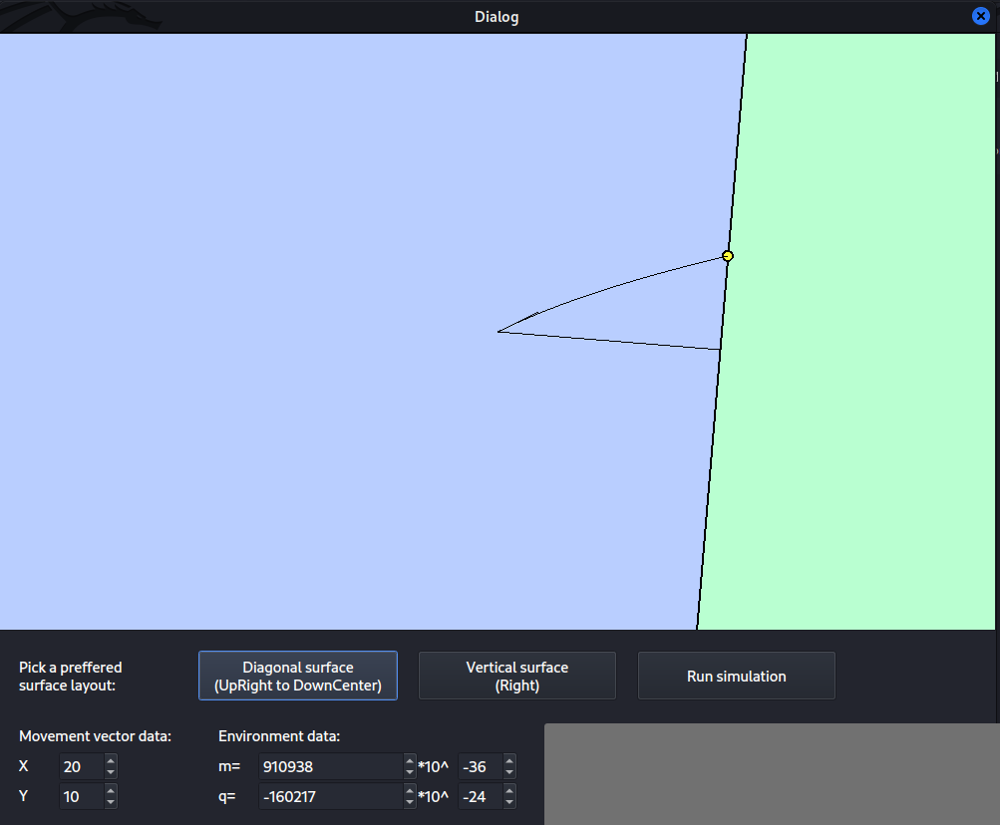 Dialog
Pick a preffered
surface layout:
Diagonal surface
(UpRight to DownCenter)
Vertical surface
(Right)
Run simulation
Movement vector data:
Environment data:
X 20 m= 910938 *10^ -36
Y 10 q= -160217 *10^ -24